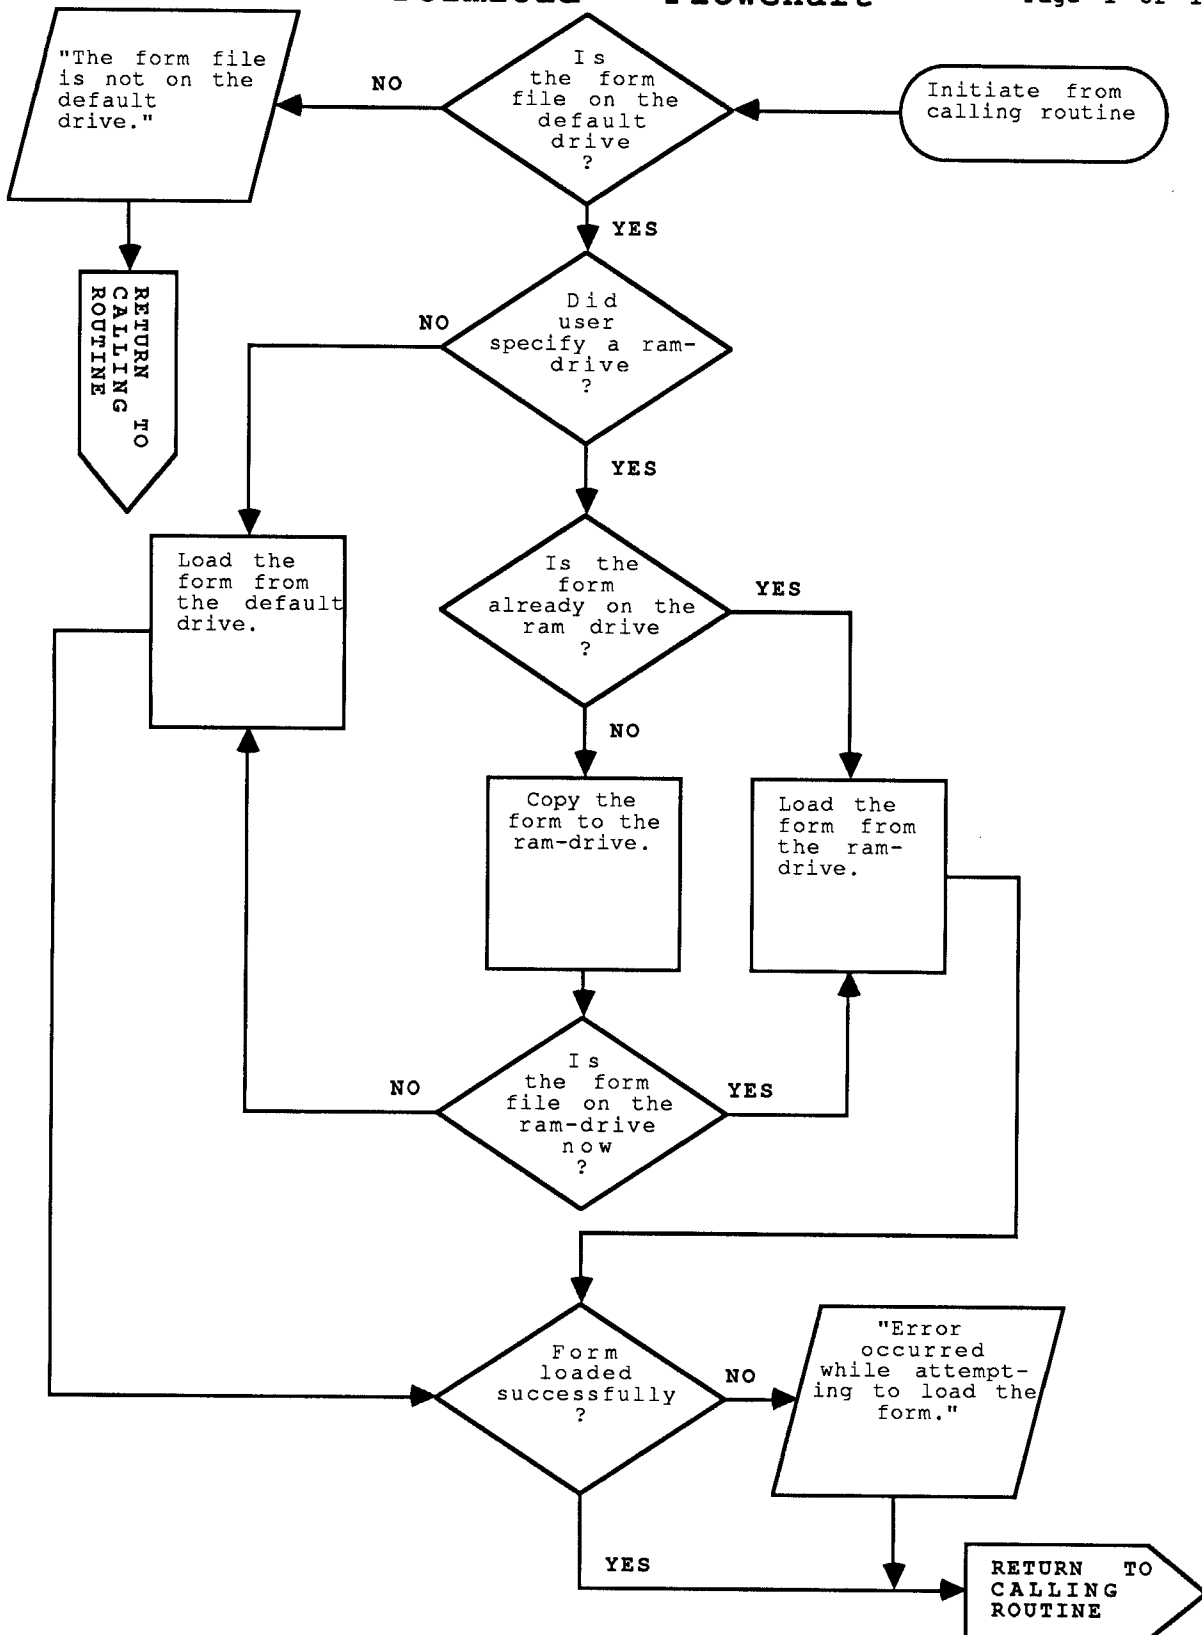 Flowchart
"The form file
is not on the
default
drive."
NO
Is
the form
file on the
default
drive
?
Initiate from
calling routine
YES
RETURN TO
CALLING
ROUTINE
NO
Did
user
specify a ram-
drive
?
YES
Load the
form from
the default
drive.
Is the
form
already on the
ram drive
?
YES
NO
Copy the
form to the
ram-drive.
Load the
form from
the ram-
drive.
NO
Is
the form
file on the
ram-drive
now
?
YES
Form
loaded
successfully
?
NO
"Error
occurred
while attempt-
ing to load the
form."
YES
RETURN TO
CALLING
ROUTINE